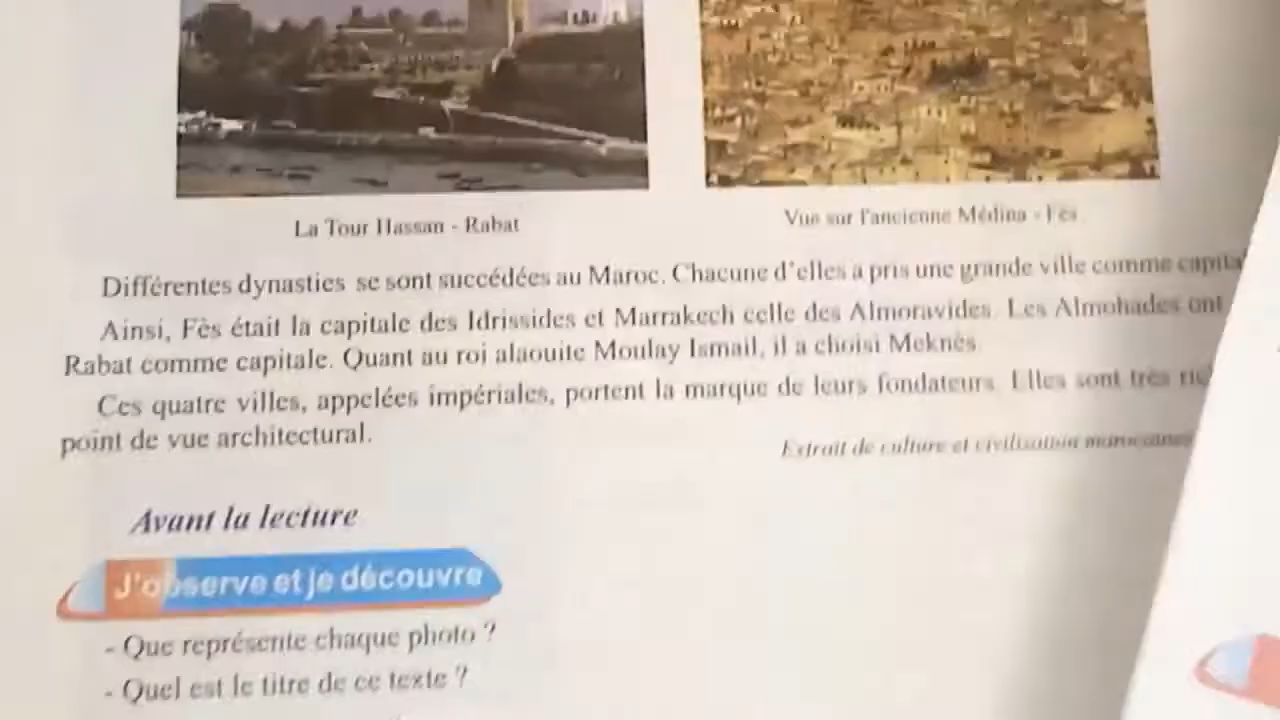 La Tour Hassan - Rabat
Vue sur l'ancienne Médina - Fès
Différentes dynasties se sont succédées au Maroc. Chacune d'elles a pris une grande ville comme capita
Ainsi, Fès était la capitale des Idrissides et Marrakech celle des Almoravides. Les Almohades ont
Rabat comme capitale. Quant au roi alaouite Moulay Ismail, il a choisi Meknès.
Ces quatre villes, appelées impériales, portent la marque de leurs fondateurs. Elles sont très
point de vue architectural.
Extrait de culture et civilisation marocaines
Avant la lecture
J'observe et je découvre
- Que représente chaque photo ?
- Quel est le titre de ce texte ?